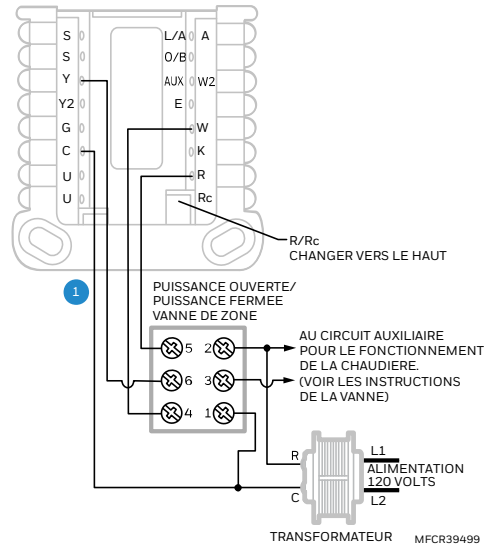 S L/A A
S O/B
Y AUX W2
Y2 E
G W
C K
U R
U Rc
R/Rc
CHANGER VERS LE HAUT
1
PUISSANCE OUVERTE/
PUISSANCE FERMEE
VANNE DE ZONE
5 2
6 3
4 1
AU CIRCUIT AUXILIAIRE
POUR LE FONCTIONNEMENT
DE LA CHAUDIERE.
(VOIR LES INSTRUCTIONS
DE LA VANNE)
R
C
L1
ALIMENTATION
120 VOLTS
L2
TRANSFORMATEUR
MFCR39499